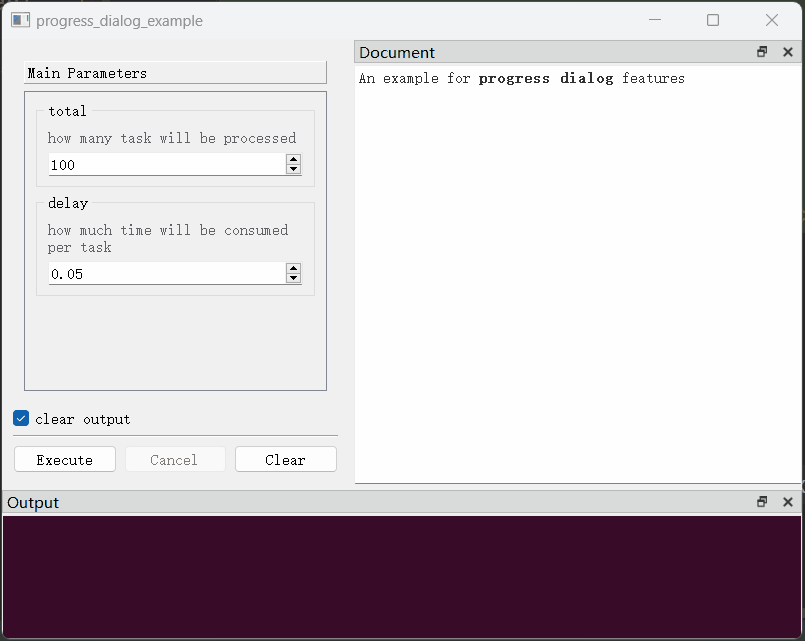 progress_dialog_example
Main Parameters
total
how many task will be processed
100
delay
how much time will be consumed
per task
0.05
clear output
Execute
Cancel
Clear
Document
An example for progress dialog features
Output